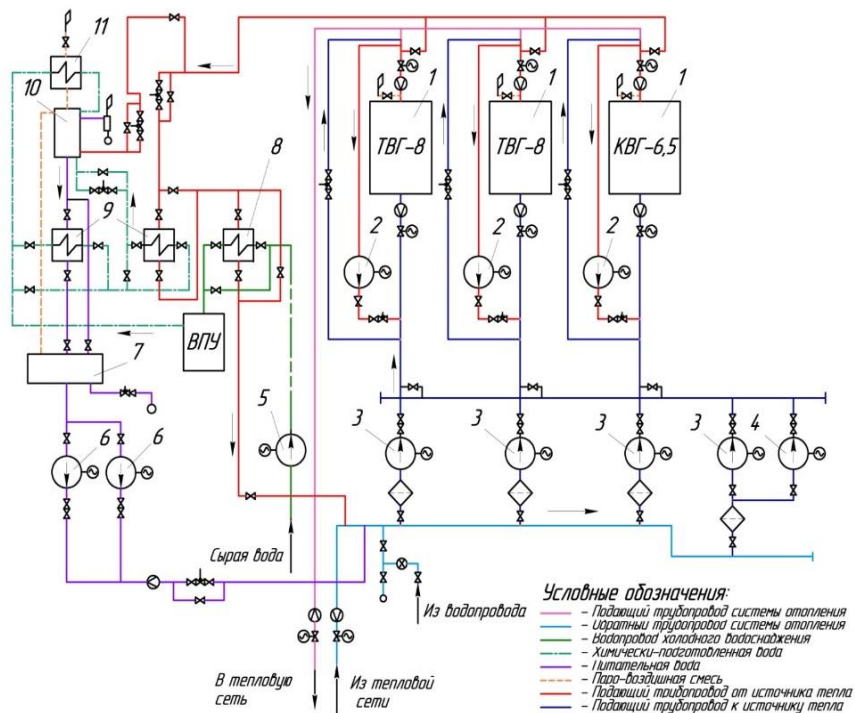 11
10
1
1
1
ТВГ-8
ТВГ-8
КВГ-6,5
8
9
2
2
2
ВПУ
7
5
3
3
3
3
4
6
6
Сырая вода
Из водопровода
В тепловую
сеть
Из тепловой
сети
Условные обозначения:
– Подающий трубопровод системы отопления
– Обратный трубопровод системы отопления
– Водопровод холодного водоснабжения
– Химически-подготовленная вода
– Питательная вода
– Паро-воздушная смесь
– Подающий трубопровод от источника тепла
– Подающий трубопровод к источнику тепла